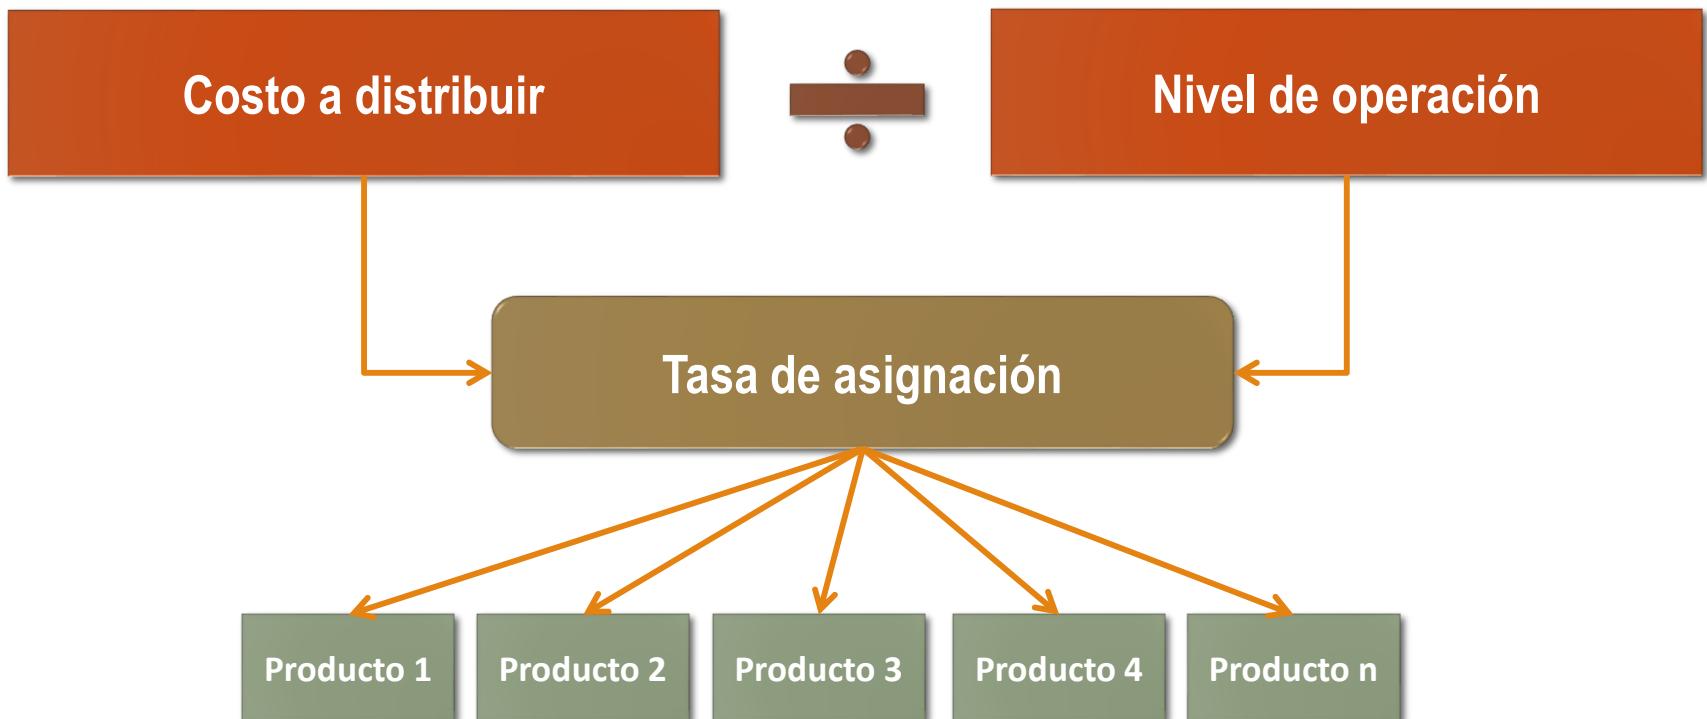 Costo a distribuir
Nivel de operación
Tasa de asignación
Producto 1
Producto 2
Producto 3
Producto 4
Producto n